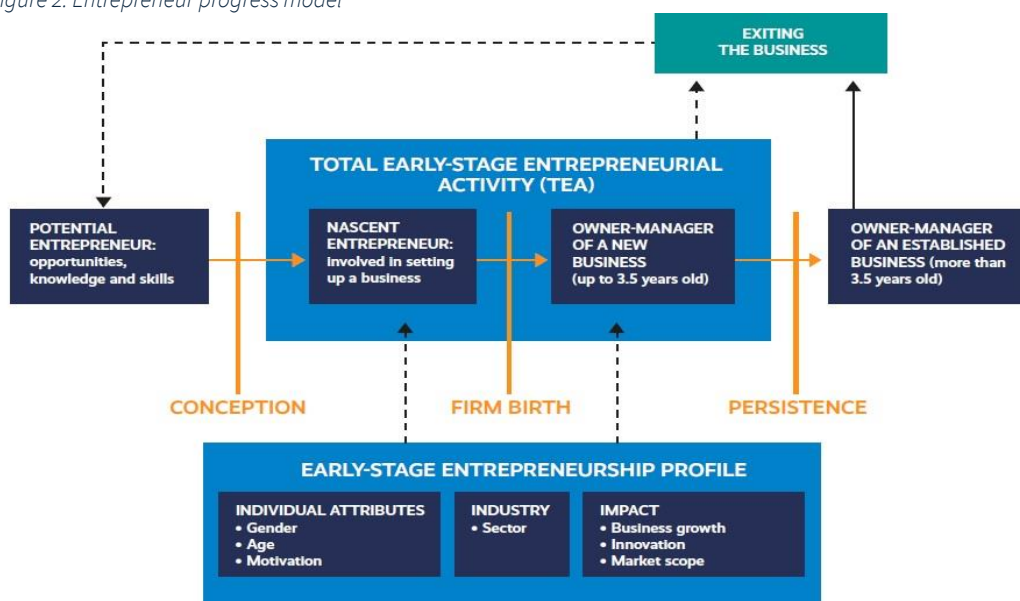 Figure 2. Entrepreneur progress model
EXITING
THE BUSINESS
TOTAL EARLY-STAGE ENTREPRENEURIAL
ACTIVITY (TEA)
POTENTIAL
ENTREPRENEUR:
opportunities,
knowledge and skills
NASCENT
ENTREPRENEUR:
involved in setting
up a business
OWNER-MANAGER
OF A NEW
BUSINESS
(up to 3.5 years old)
OWNER-MANAGER
OF AN ESTABLISHED
BUSINESS (more than
3.5 years old)
CONCEPTION
FIRM BIRTH
PERSISTENCE
EARLY-STAGE ENTREPRENEURSHIP PROFILE
INDIVIDUAL ATTRIBUTES
• Gender
• Age
• Motivation
INDUSTRY
• Sector
IMPACT
• Business growth
• Innovation
• Market scope